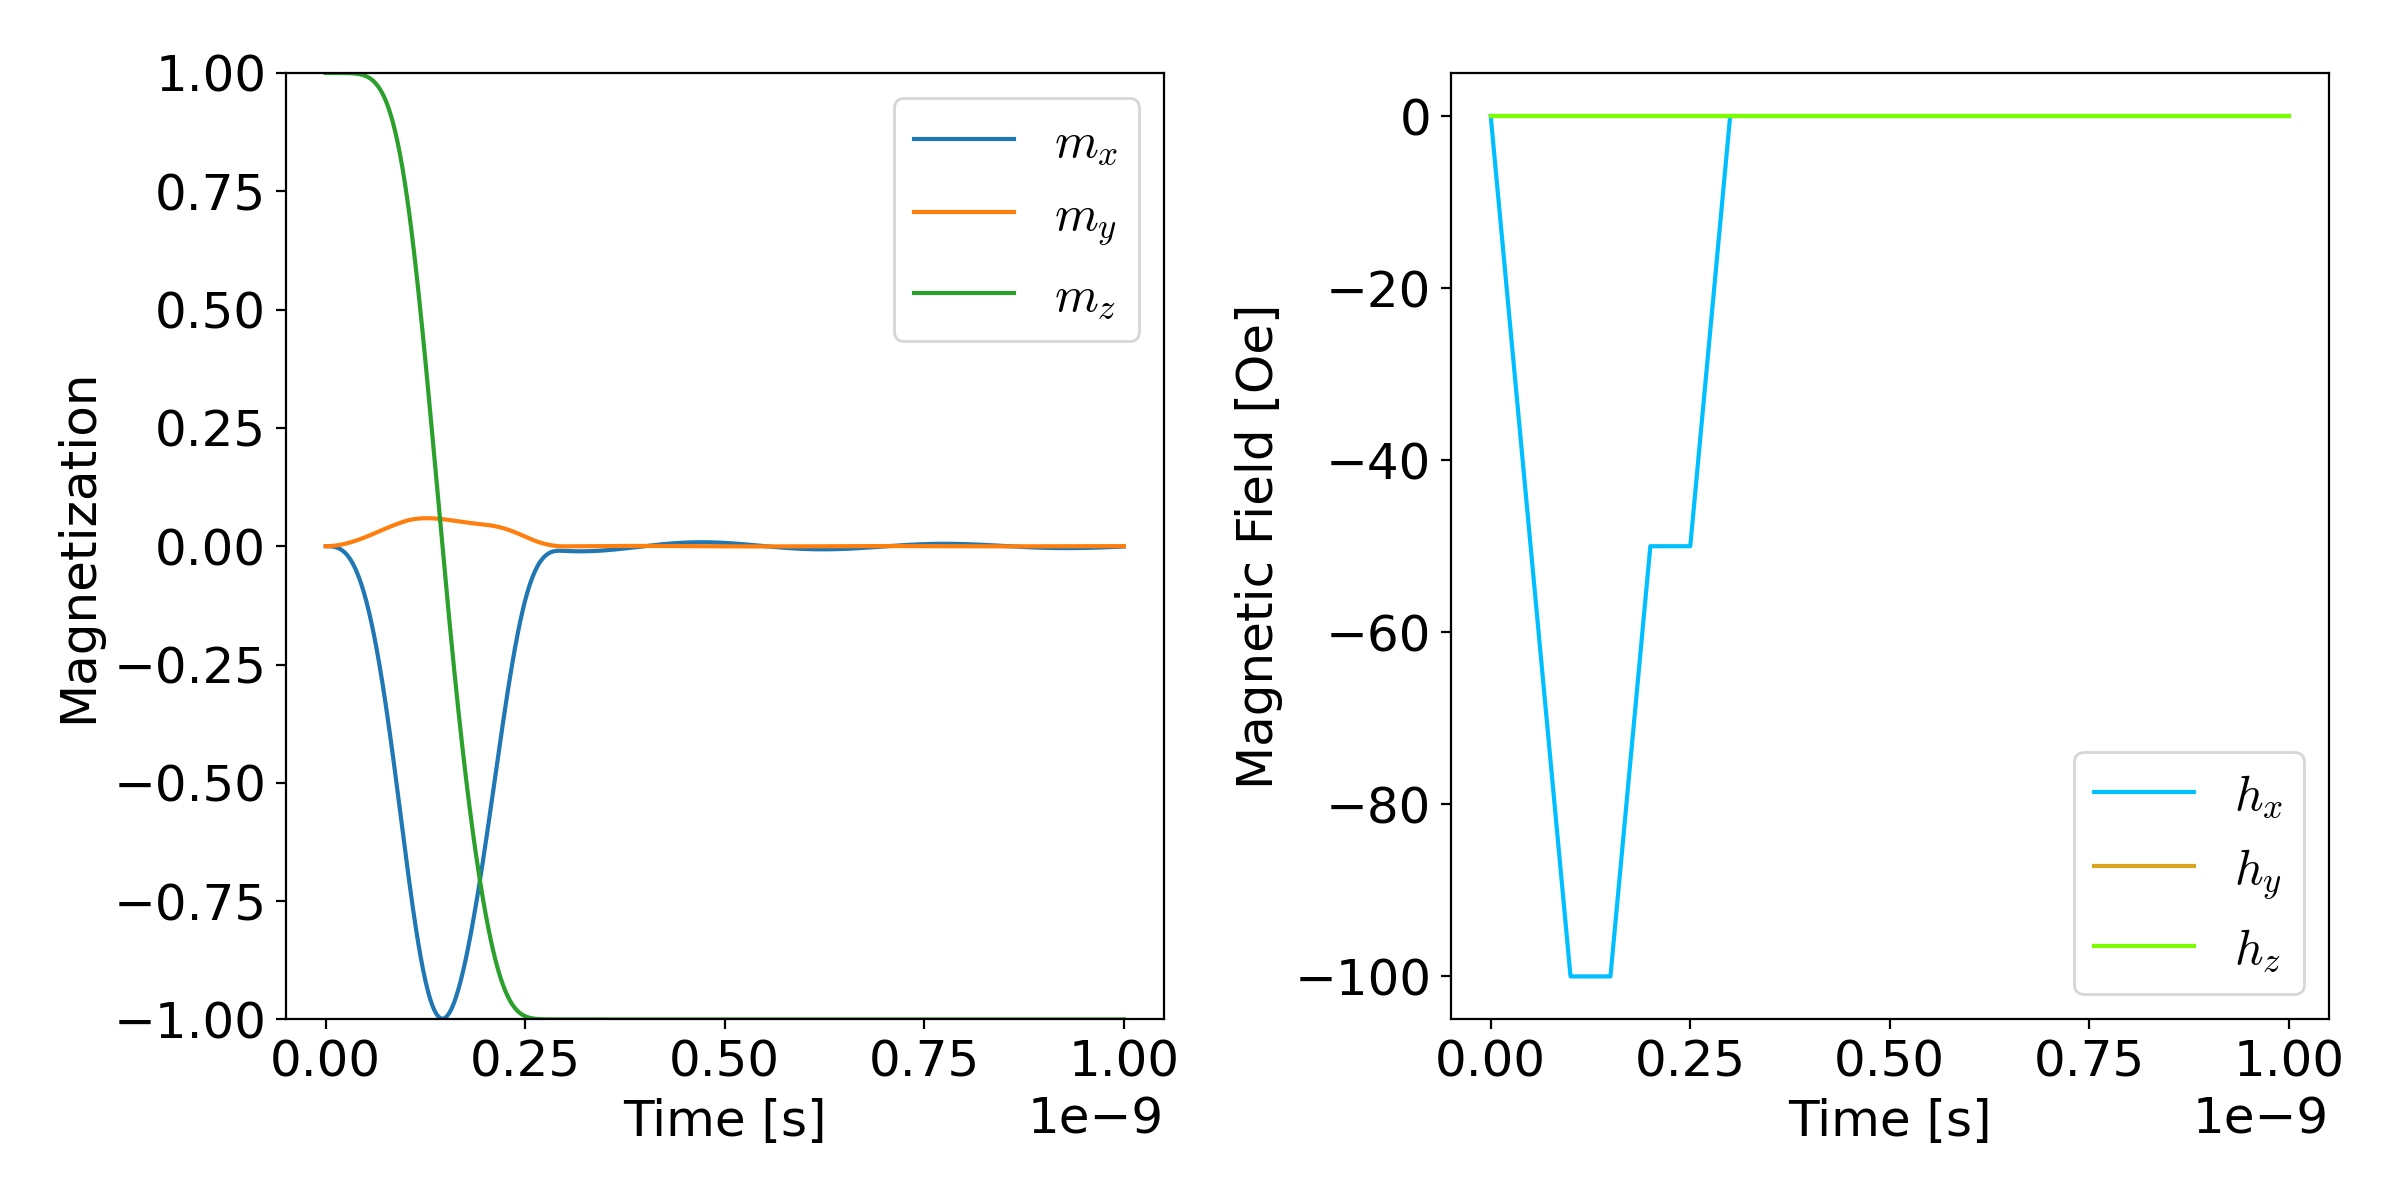 Magnetization
1.00
0.75
0.50
0.25
0.00
−0.25
−0.50
−0.75
−1.00
0.00 0.25 0.50 0.75 1.00
Time [s]
1e−9
m_x
m_y
m_z
Magnetic Field [Oe]
0
−20
−40
−60
−80
−100
0.00 0.25 0.50 0.75 1.00
Time [s]
1e−9
h_x
h_y
h_z